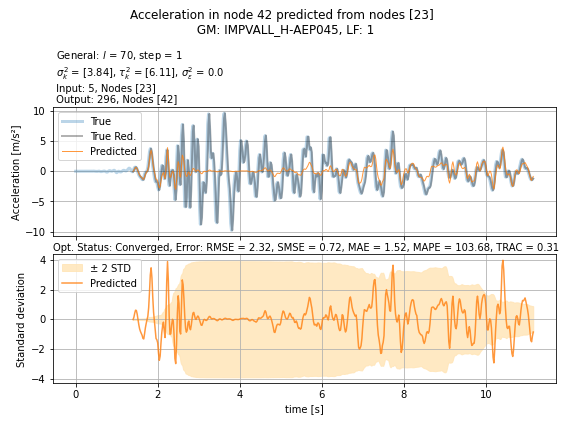 Acceleration in node 42 predicted from nodes [23]
GM: IMPVALL_H-AEP045, LF: 1
General: l = 70, step = 1
σ²ₖ = [3.84], τ²ₖ = [6.11], σ²ε = 0.0
Input: 5, Nodes [23]
Output: 296, Nodes [42]
10
5
0
−5
−10
Acceleration [m/s²]
True
True Red.
Predicted
Opt. Status: Converged, Error: RMSE = 2.32, SMSE = 0.72, MAE = 1.52, MAPE = 103.68, TRAC = 0.31
4
2
0
−2
−4
Standard deviation
± 2 STD
Predicted
0 2 4 6 8 10
time [s]